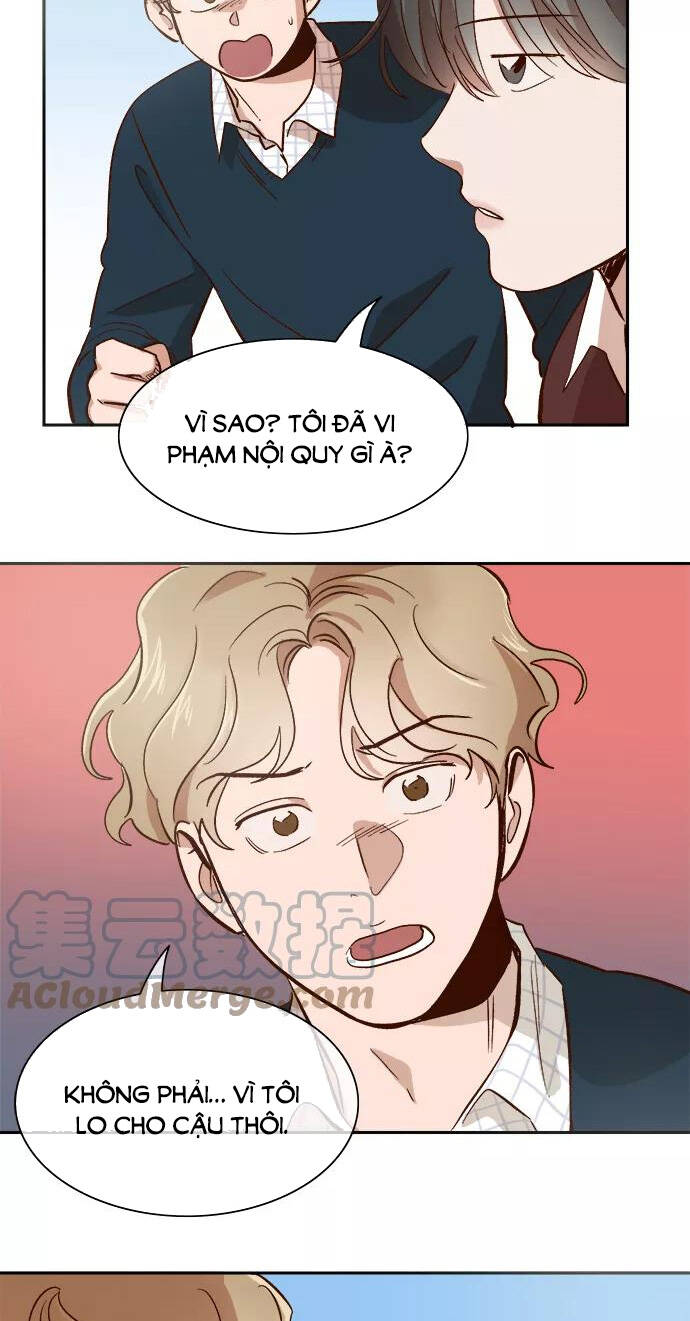 VÌ SAO? TÔI ĐÃ VI
PHẠM NỘI QUY GÌ À?
集云数据
ACloudMerge.com
KHÔNG PHẢI... VÌ TÔI
LO CHO CẬU THÔI.